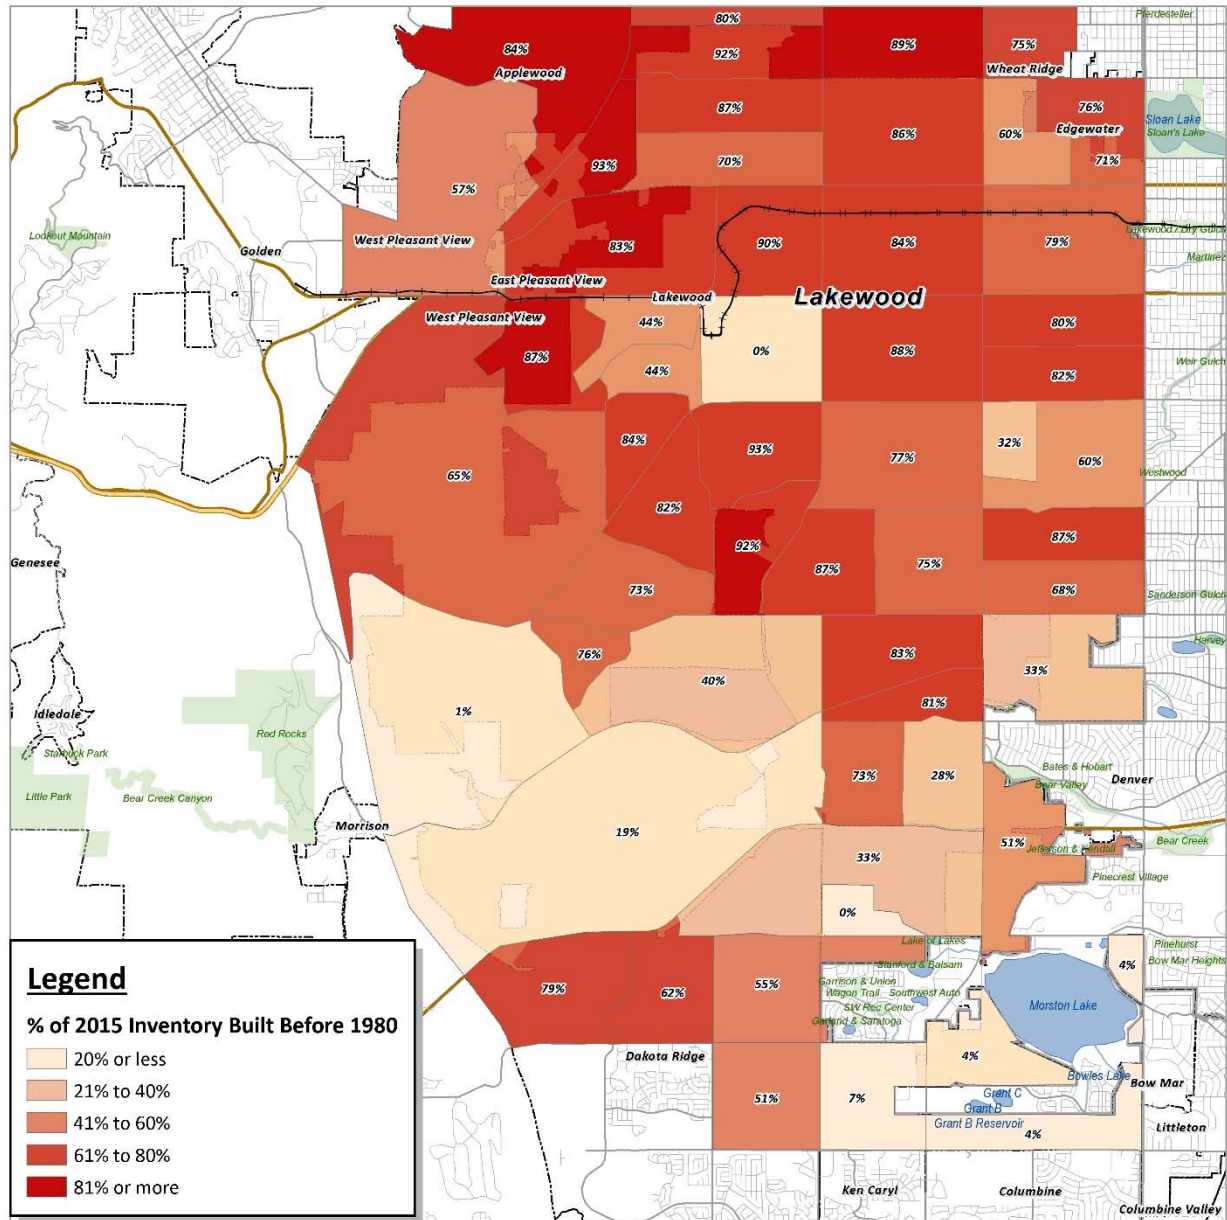 Pferdesteller
80%
84%
92%
89%
75%
Applewood
Wheat Ridge
87%
76%
Sloan Lake
Sloan's Lake
86%
60%
Edgewater
93%
70%
71%
57%
Lookout Mountain
Golden
West Pleasant View
83%
90%
84%
79%
Lakewood / Dry Gulch
Martinez
East Pleasant View
Lakewood
Lakewood
West Pleasant View
44%
87%
0%
88%
80%
Weir Gulch
44%
82%
84%
93%
77%
32%
60%
Westwood
65%
82%
92%
87%
Genesee
73%
87%
75%
68%
Sanderson Gulch
76%
83%
Harvey
40%
33%
Idledale
1%
81%
Red Rocks
Starbuck Park
Little Park
Bear Creek Canyon
Morrison
73%
28%
Bates & Hobart
Bear Valley
Denver
19%
33%
51%
Jefferson & Kendall
Bear Creek
Pinecrest Village
0%
Lake of Lakes
Stanford & Balsam
Pinehurst
Bow Mar Heights
4%
79%
62%
55%
Garrison & Union
Wagon Trail
Southwest Auto
SW Rec Center
Garland & Saratoga
Morston Lake
Dakota Ridge
4%
Bowles Lake
Bow Mar
51%
7%
Grant C
Grant B
Grant B Reservoir
4%
Littleton
Ken Caryl
Columbine
Columbine Valley
Legend
% of 2015 Inventory Built Before 1980
20% or less
21% to 40%
41% to 60%
61% to 80%
81% or more